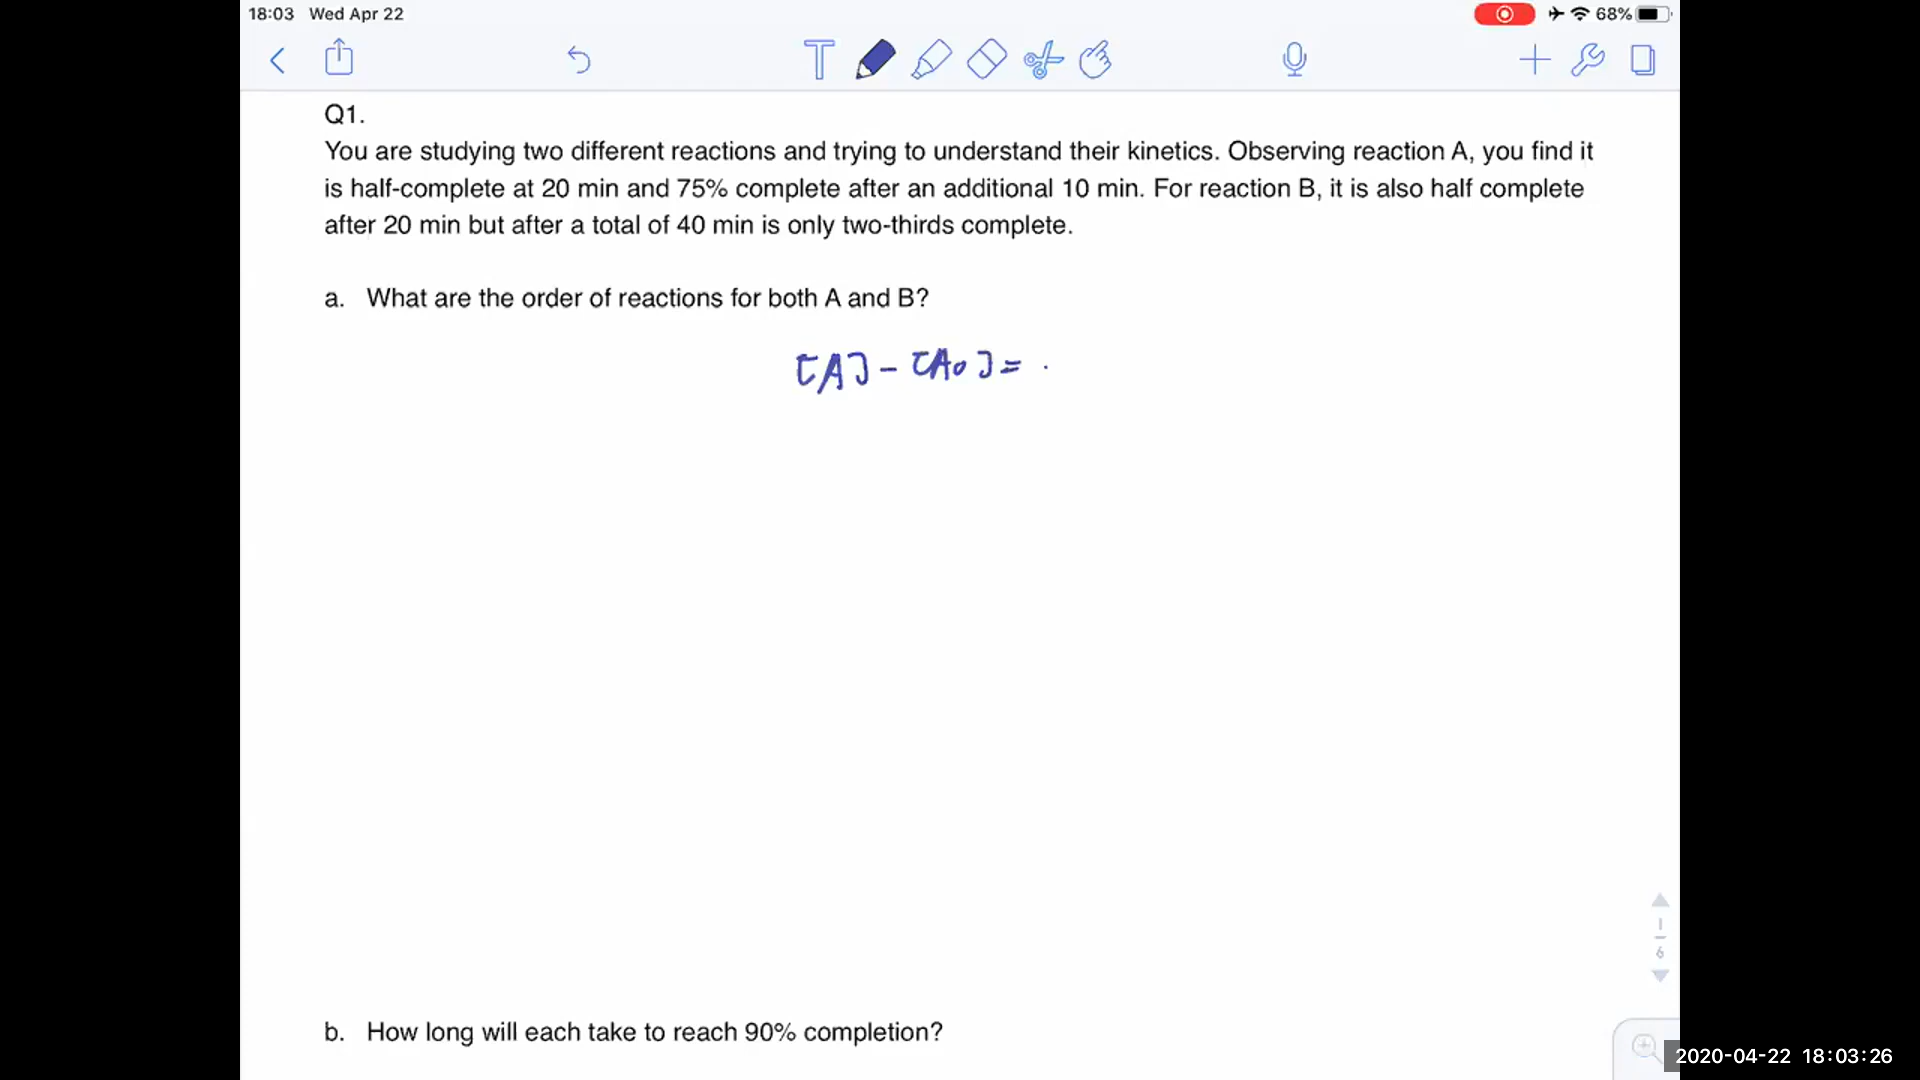 18:03 Wed Apr 22
68%
Q1.
You are studying two different reactions and trying to understand their kinetics. Observing reaction A, you find it
is half-complete at 20 min and 75% complete after an additional 10 min. For reaction B, it is also half complete
after 20 min but after a total of 40 min is only two-thirds complete.
a. What are the order of reactions for both A and B?
[A] - [A₀] =
1
6
b. How long will each take to reach 90% completion?
2020-04-22 18:03:26